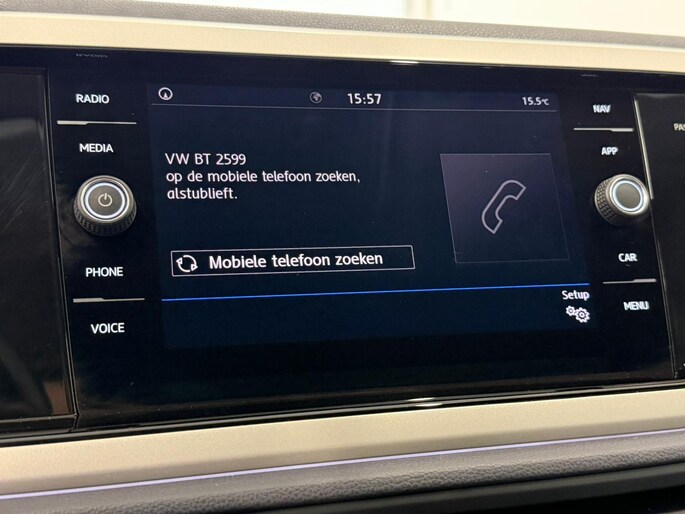 RADIO
MEDIA
PHONE
VOICE
15:57
15.5°C
VW BT 2599
op de mobiele telefoon zoeken,
alstublieft.
Mobiele telefoon zoeken
Setup
NAV
APP
CAR
MENU